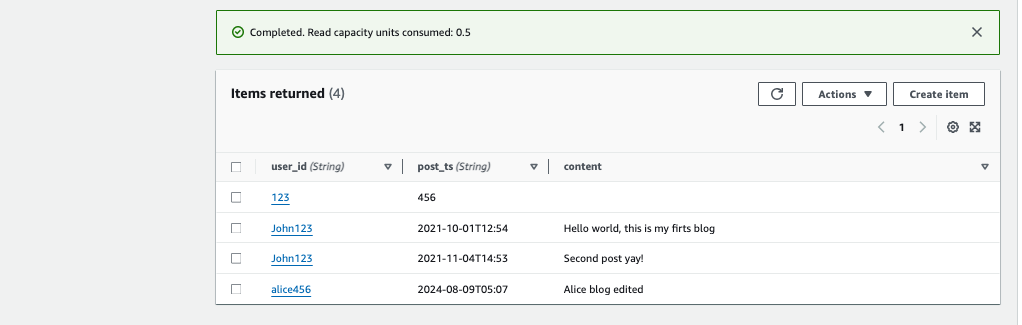 Completed. Read capacity units consumed: 0.5
Items returned (4)
Actions
Create item
1
user_id (String) post_ts (String) content
123 456
John123 2021-10-01T12:54 Hello world, this is my firts blog
John123 2021-11-04T14:53 Second post yay!
alice456 2024-08-09T05:07 Alice blog edited